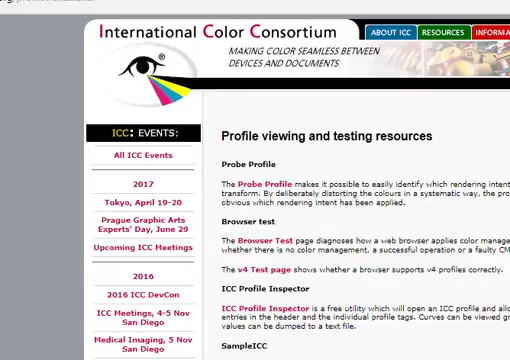 International Color Consortium
ABOUT ICC RESOURCES
MAKING COLOR SEAMLESS BETWEEN
DEVICES AND DOCUMENTS
®
ICC: EVENTS:
All ICC Events
2017
Tokyo, April 19-20
Prague Graphic Arts
Experts' Day, June 29
Upcoming ICC Meetings
2016
2016 ICC DevCon
ICC Meetings, 4-5 Nov
San Diego
Medical Imaging, 5 Nov
San Diego
Profile viewing and testing resources
Probe Profile
The Probe Profile makes it possible to easily identify which rendering intent
transform. By deliberately distorting the colours in a systematic way, the
obvious which rendering intent has been applied.
Browser test
The Browser Test page diagnoses how a web browser applies color
whether there is no color management, a successful operation or a faulty
The v4 Test page shows whether a browser supports v4 profiles correctly.
ICC Profile Inspector
ICC Profile Inspector is a free utility which will open an ICC profile and
entries in the header and the individual profile tags. Curves can be viewed
values can be dumped to a text file.
SampleICC